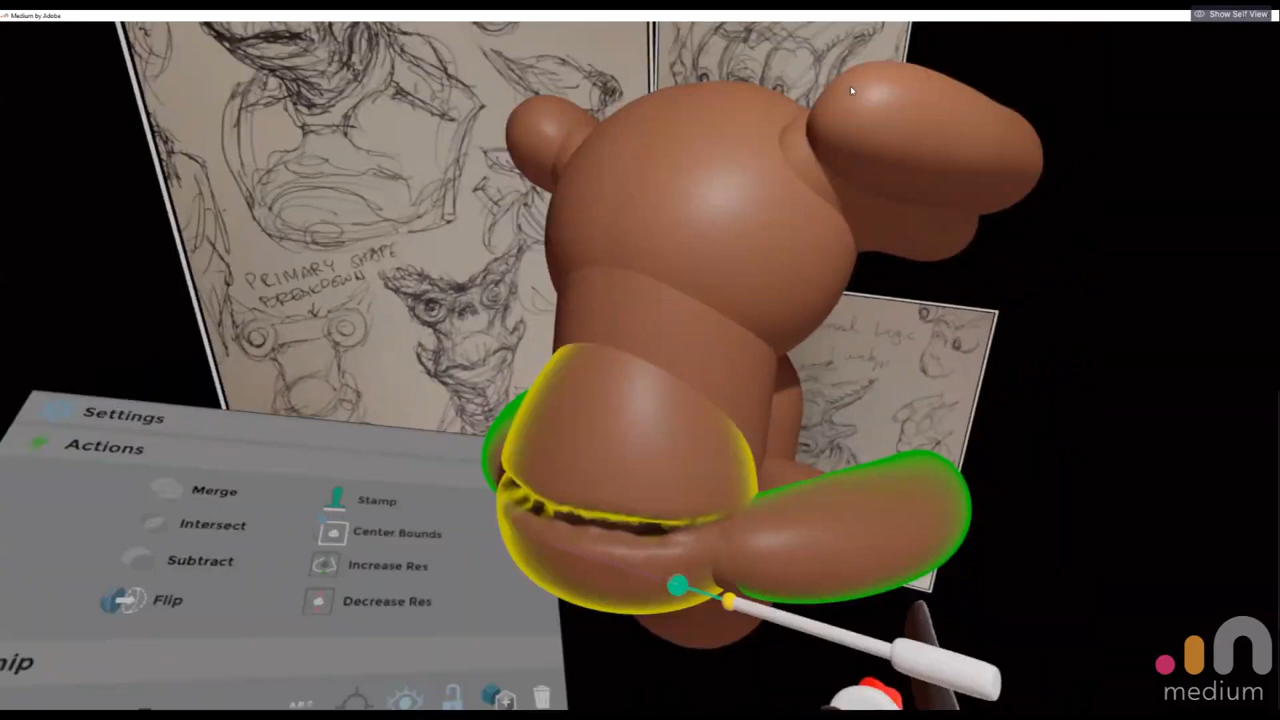 Medium by Adobe
Show Self View
PRIMARY SHAPE
BREAKDOWN
Logic
Settings
Actions
Merge
Stamp
Intersect
Center Bounds
Subtract
Increase Res
Flip
Decrease Res
medium